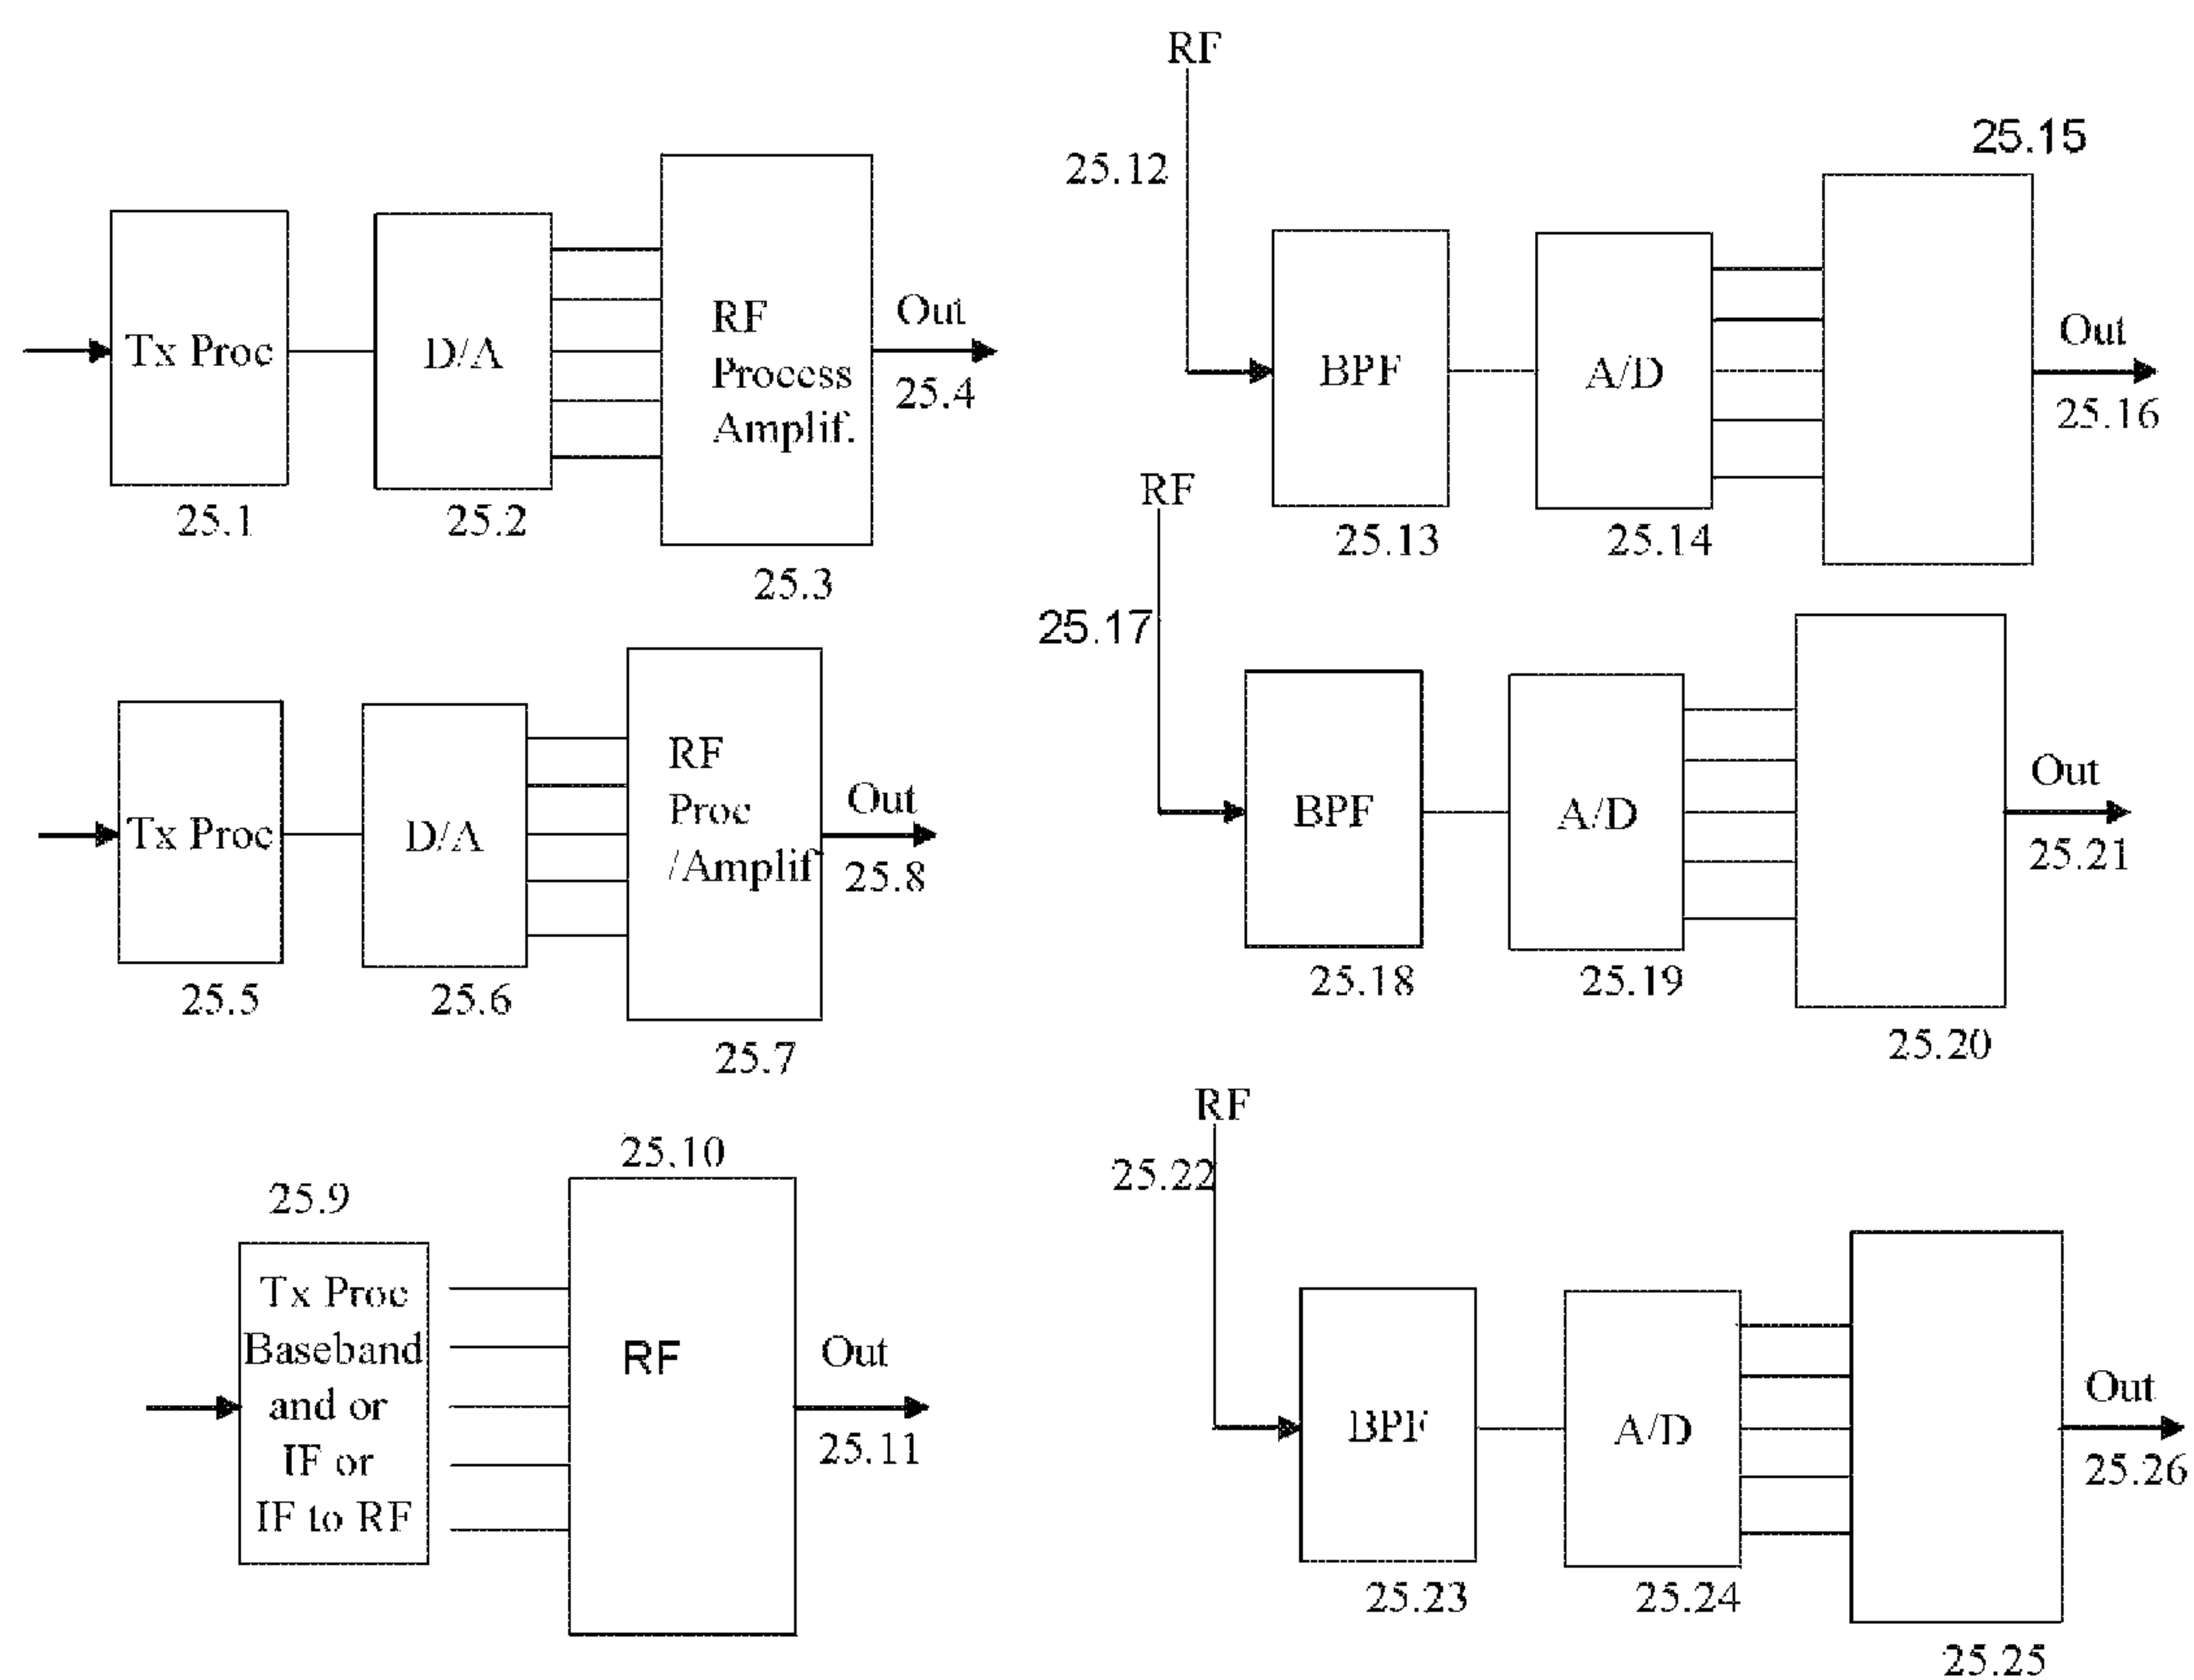 Tx Proc
25.1
D/A
25.2
RF
Process
Amplif.
25.3
Out
25.4
Tx Proc
25.5
D/A
25.6
RF
Proc
/Amplif
25.7
Out
25.8
25.9
Tx Proc
Baseband
and or
IF or
IF to RF
25.10
RF
Out
25.11
RF
25.12
BPF
25.13
A/D
25.14
25.15
Out
25.16
RF
25.17
BPF
25.18
A/D
25.19
25.20
Out
25.21
RF
25.22
BPF
25.23
A/D
25.24
25.25
Out
25.26